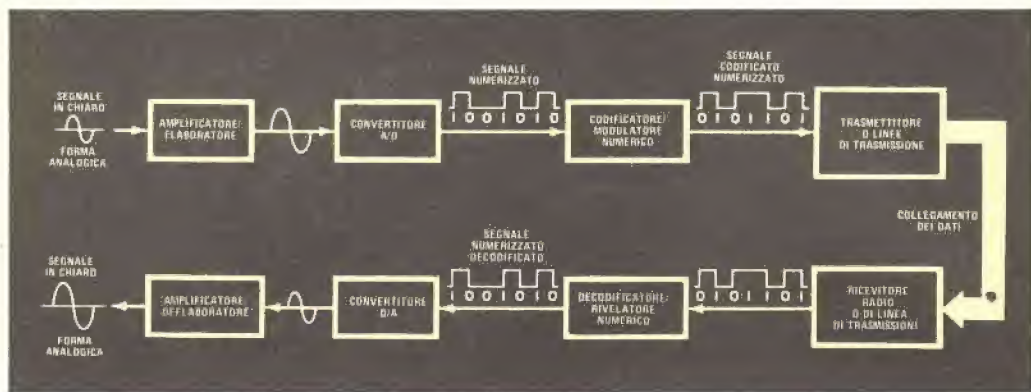 SEGNALE
IN CHIARO
FORMA
ANALOGICA
AMPLIFICATORE/
ELABORATORE
CONVERTITORE
A/D
SEGNALE
NUMERIZZATO
1 0 0 1 0 1 0
CODIFICATORE/
MODULATORE
NUMERICO
SEGNALE
CODIFICATO
NUMERIZZATO
0 1 0 1 1 0 1
TRASMETTITORE
O LINEE
DI TRASMISSIONE
COLLEGAMENTO
DEI DATI
SEGNALE
IN CHIARO
FORMA
ANALOGICA
AMPLIFICATORE/
DEELABORATORE
CONVERTITORE
D/A
SEGNALE
NUMERIZZATO
DECODIFICATO
1 0 0 1 0 1 0
DECODIFICATORE/
RIVELATORE
NUMERICO
0 1 0 1 1 0 1
RICEVITORE
RADIO
O DI LINEA
DI TRASMISSIONI